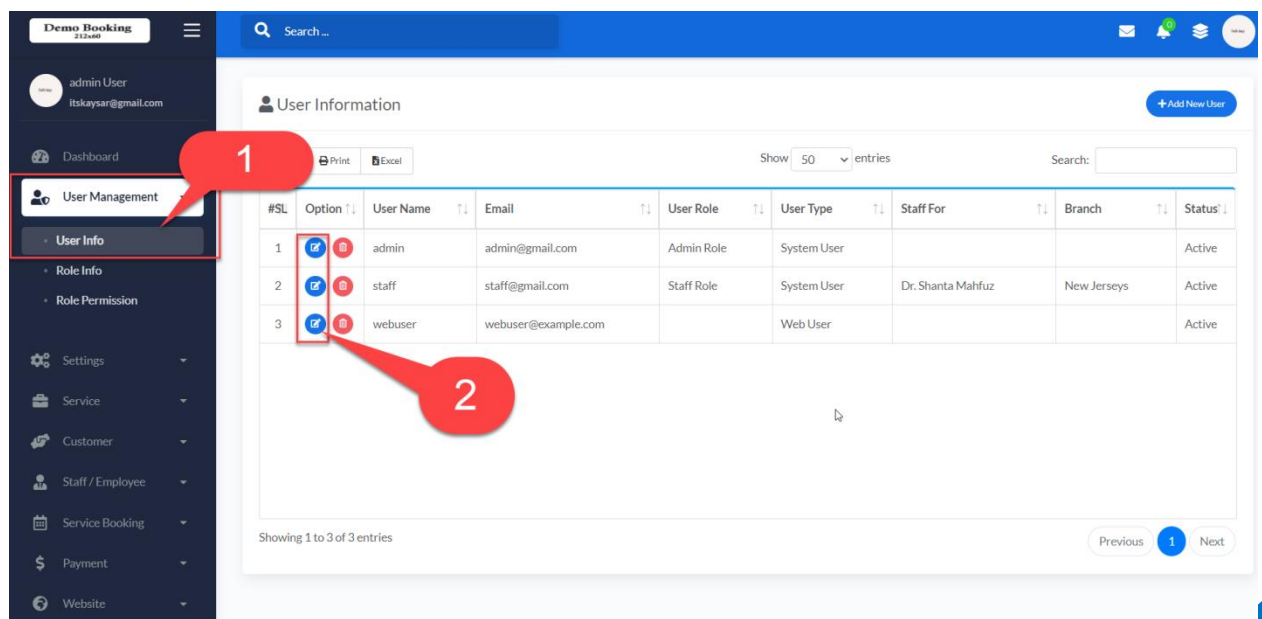 Demo Booking
212x60
Search ...
0
admin User
itskaysar@gmail.com
User Information
+Add New User
Dashboard
1
Print Excel
Show 50 entries
Search:
User Management
#SL Option User Name Email User Role User Type Staff For Branch Status
User Info
1 admin admin@gmail.com Admin Role System User Active
Role Info
2 staff staff@gmail.com Staff Role System User Dr. Shanta Mahfuz New Jerseys Active
Role Permission
3 webuser webuser@example.com Web User Active
Settings
2
Service
Customer
Staff / Employee
Service Booking
Showing 1 to 3 of 3 entries
Previous 1 Next
Payment
Website